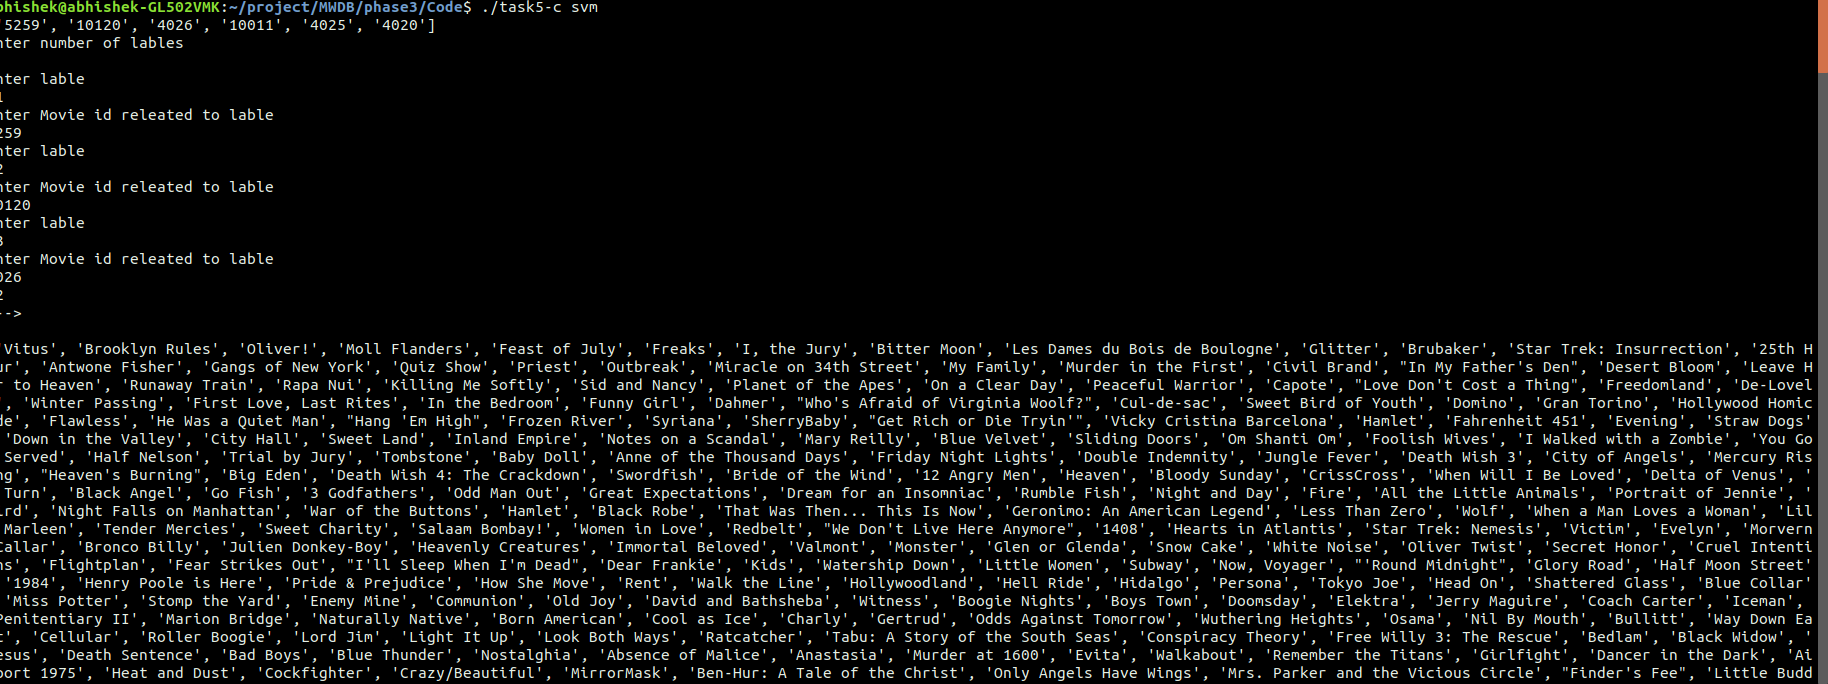 bhishek@abhishek-GL502VMK:~/project/MWDB/phase3/Code$ ./task5-c svm
'5259', '10120', '4026', '10011', '4025', '4020']
nter number of lables
nter lable
1
nter Movie id releated to lable
259
nter lable
2
nter Movie id releated to lable
0120
nter lable
3
nter Movie id releated to lable
026
2
-->
'Vitus', 'Brooklyn Rules', 'Oliver!', 'Moll Flanders', 'Feast of July', 'Freaks', 'I, the Jury', 'Bitter Moon', 'Les Dames du Bois de Boulogne', 'Glitter', 'Brubaker', 'Star Trek: Insurrection', '25th H
ur', 'Antwone Fisher', 'Gangs of New York', 'Quiz Show', 'Priest', 'Outbreak', 'Miracle on 34th Street', 'My Family', 'Murder in the First', 'Civil Brand', "In My Father's Den", 'Desert Bloom', 'Leave H
r to Heaven', 'Runaway Train', 'Rapa Nui', 'Killing Me Softly', 'Sid and Nancy', 'Planet of the Apes', 'On a Clear Day', 'Peaceful Warrior', 'Capote', "Love Don't Cost a Thing", 'Freedomland', 'De-Lovel
', 'Winter Passing', 'First Love, Last Rites', 'In the Bedroom', 'Funny Girl', 'Dahmer', "Who's Afraid of Virginia Woolf?", 'Cul-de-sac', 'Sweet Bird of Youth', 'Domino', 'Gran Torino', 'Hollywood Homic
de', 'Flawless', 'He Was a Quiet Man', "Hang 'Em High", 'Frozen River', 'Syriana', 'SherryBaby', "Get Rich or Die Tryin'", 'Vicky Cristina Barcelona', 'Hamlet', 'Fahrenheit 451', 'Evening', 'Straw Dogs'
'Down in the Valley', 'City Hall', 'Sweet Land', 'Inland Empire', 'Notes on a Scandal', 'Mary Reilly', 'Blue Velvet', 'Sliding Doors', 'Om Shanti Om', 'Foolish Wives', 'I Walked with a Zombie', 'You Go
Served', 'Half Nelson', 'Trial by Jury', 'Tombstone', 'Baby Doll', 'Anne of the Thousand Days', 'Friday Night Lights', 'Double Indemnity', 'Jungle Fever', 'Death Wish 3', 'City of Angels', 'Mercury Ris
ng', "Heaven's Burning", 'Big Eden', 'Death Wish 4: The Crackdown', 'Swordfish', 'Bride of the Wind', '12 Angry Men', 'Heaven', 'Bloody Sunday', 'CrissCross', 'When Will I Be Loved', 'Delta of Venus', '
Turn', 'Black Angel', 'Go Fish', '3 Godfathers', 'Odd Man Out', 'Great Expectations', 'Dream for an Insomniac', 'Rumble Fish', 'Night and Day', 'Fire', 'All the Little Animals', 'Portrait of Jennie', '
ird', 'Night Falls on Manhattan', 'War of the Buttons', 'Hamlet', 'Black Robe', 'That Was Then... This Is Now', 'Geronimo: An American Legend', 'Less Than Zero', 'Wolf', 'When a Man Loves a Woman', 'Lil
Marleen', 'Tender Mercies', 'Sweet Charity', 'Salaam Bombay!', 'Women in Love', 'Redbelt', "We Don't Live Here Anymore", '1408', 'Hearts in Atlantis', 'Star Trek: Nemesis', 'Victim', 'Evelyn', 'Morvern
Callar', 'Bronco Billy', 'Julien Donkey-Boy', 'Heavenly Creatures', 'Immortal Beloved', 'Valmont', 'Monster', 'Glen or Glenda', 'Snow Cake', 'White Noise', 'Oliver Twist', 'Secret Honor', 'Cruel Intenti
ns', 'Flightplan', 'Fear Strikes Out', "I'll Sleep When I'm Dead", 'Dear Frankie', 'Kids', 'Watership Down', 'Little Women', 'Subway', 'Now, Voyager', "'Round Midnight", 'Glory Road', 'Half Moon Street'
'1984', 'Henry Poole is Here', 'Pride & Prejudice', 'How She Move', 'Rent', 'Walk the Line', 'Hollywoodland', 'Hell Ride', 'Hidalgo', 'Persona', 'Tokyo Joe', 'Head On', 'Shattered Glass', 'Blue Collar'
'Miss Potter', 'Stomp the Yard', 'Enemy Mine', 'Communion', 'Old Joy', 'David and Bathsheba', 'Witness', 'Boogie Nights', 'Boys Town', 'Doomsday', 'Elektra', 'Jerry Maguire', 'Coach Carter', 'Iceman',
Penitentiary II', 'Marion Bridge', 'Naturally Native', 'Born American', 'Cool as Ice', 'Charly', 'Gertrud', 'Odds Against Tomorrow', 'Wuthering Heights', 'Osama', 'Nil By Mouth', 'Bullitt', 'Way Down Ea
t', 'Cellular', 'Roller Boogie', 'Lord Jim', 'Light It Up', 'Look Both Ways', 'Ratcatcher', 'Tabu: A Story of the South Seas', 'Conspiracy Theory', 'Free Willy 3: The Rescue', 'Bedlam', 'Black Widow', '
esus', 'Death Sentence', 'Bad Boys', 'Blue Thunder', 'Nostalghia', 'Absence of Malice', 'Anastasia', 'Murder at 1600', 'Evita', 'Walkabout', 'Remember the Titans', 'Girlfight', 'Dancer in the Dark', 'Ai
port 1975', 'Heat and Dust', 'Cockfighter', 'Crazy/Beautiful', 'MirrorMask', 'Ben-Hur: A Tale of the Christ', 'Only Angels Have Wings', 'Mrs. Parker and the Vicious Circle', "Finder's Fee", 'Little Budd